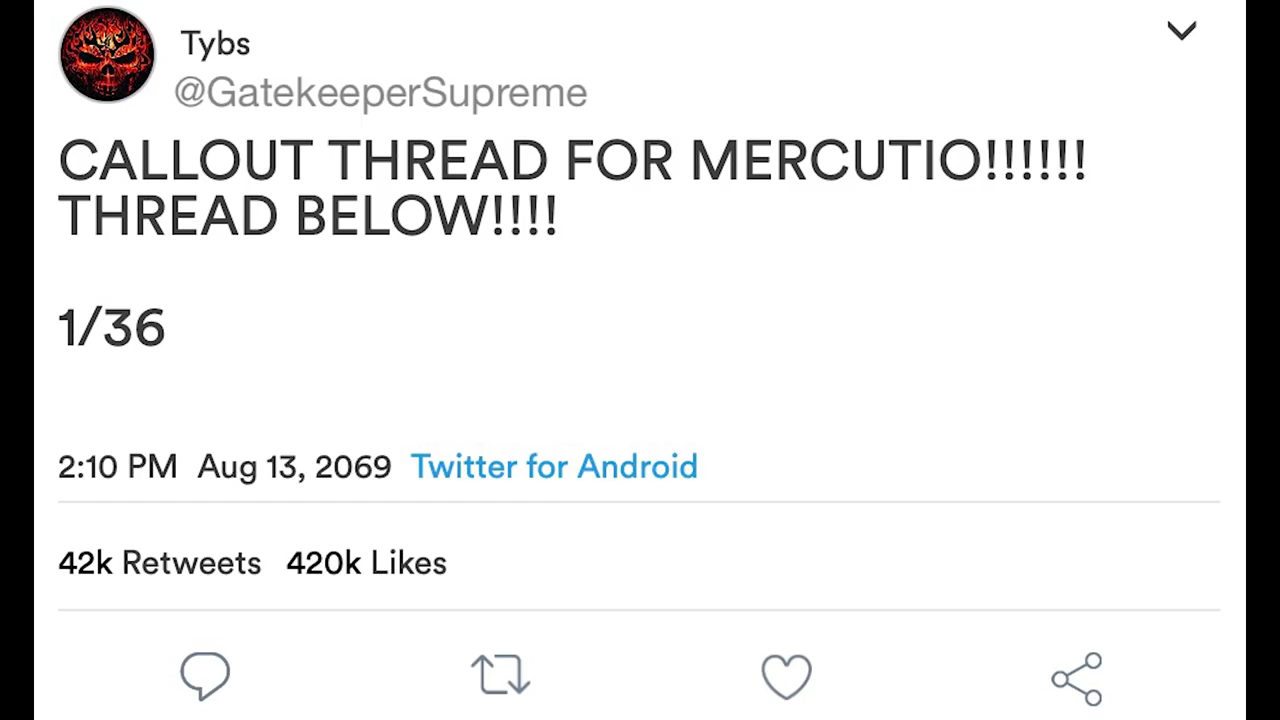 Tybs
@GatekeeperSupreme
CALLOUT THREAD FOR MERCUTIO!!!!!!
THREAD BELOW!!!!
1/36
2:10 PM Aug 13, 2069 Twitter for Android
42k Retweets 420k Likes